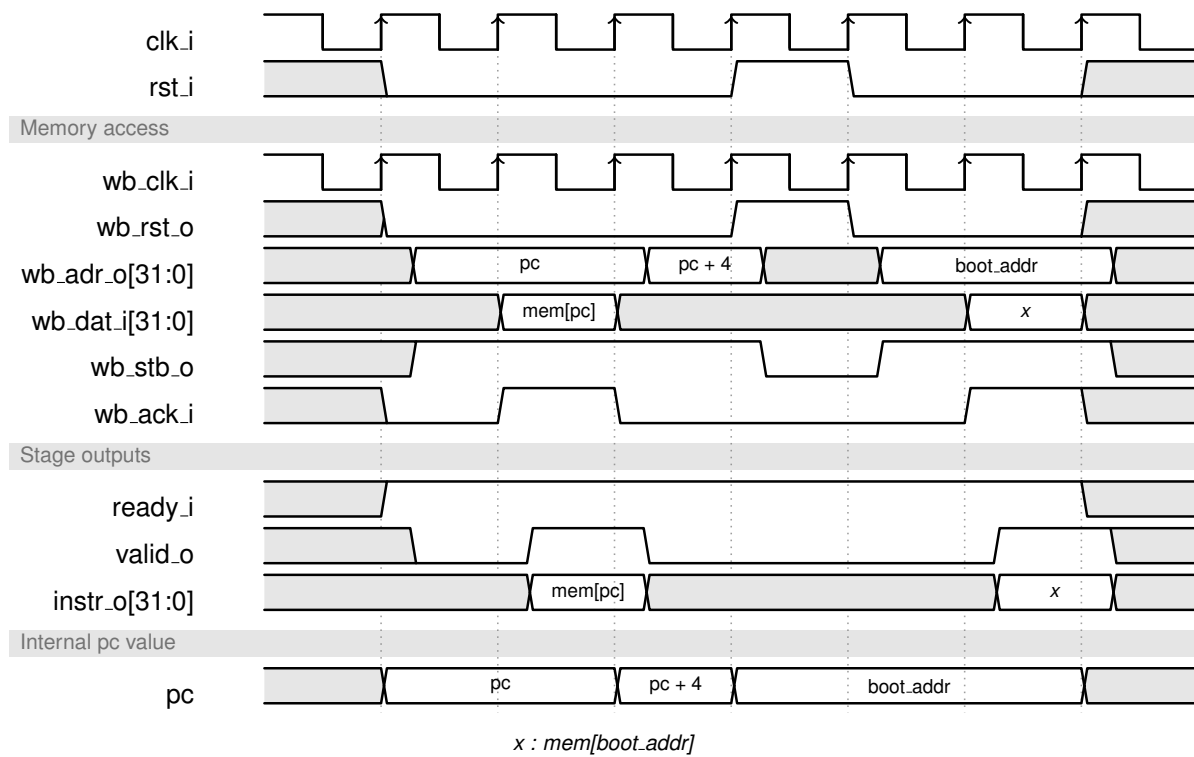 clk_i
rst_i
Memory access
wb_clk_i
wb_rst_o
wb_adr_o[31:0] pc pc + 4 boot_addr
wb_dat_i[31:0] mem[pc] x
wb_stb_o
wb_ack_i
Stage outputs
ready_i
valid_o
instr_o[31:0] mem[pc] x
Internal pc value
pc pc pc + 4 boot_addr
x : mem[boot_addr]